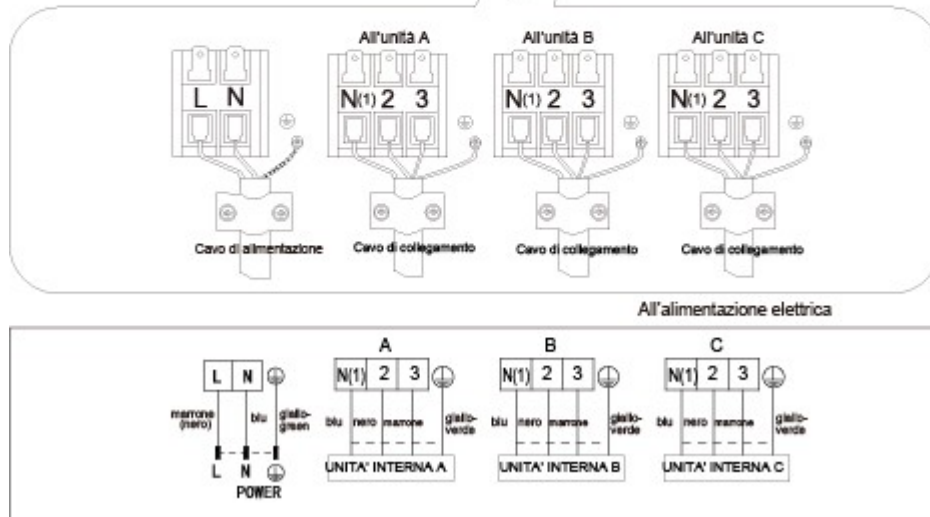 All'unità A All'unità B All'unità C
L N N(1) 2 3 N(1) 2 3 N(1) 2 3
Cavo di alimentazione Cavo di collegamento Cavo di collegamento Cavo di collegamento
All'alimentazione elettrica
A B C
L N N(1) 2 3 N(1) 2 3 N(1) 2 3
marrone (nero) blu giallo-green blu nero marrone giallo-verde blu nero marrone giallo-verde blu nero marrone giallo-verde
L N UNITA' INTERNA A UNITA' INTERNA B UNITA' INTERNA C
POWER